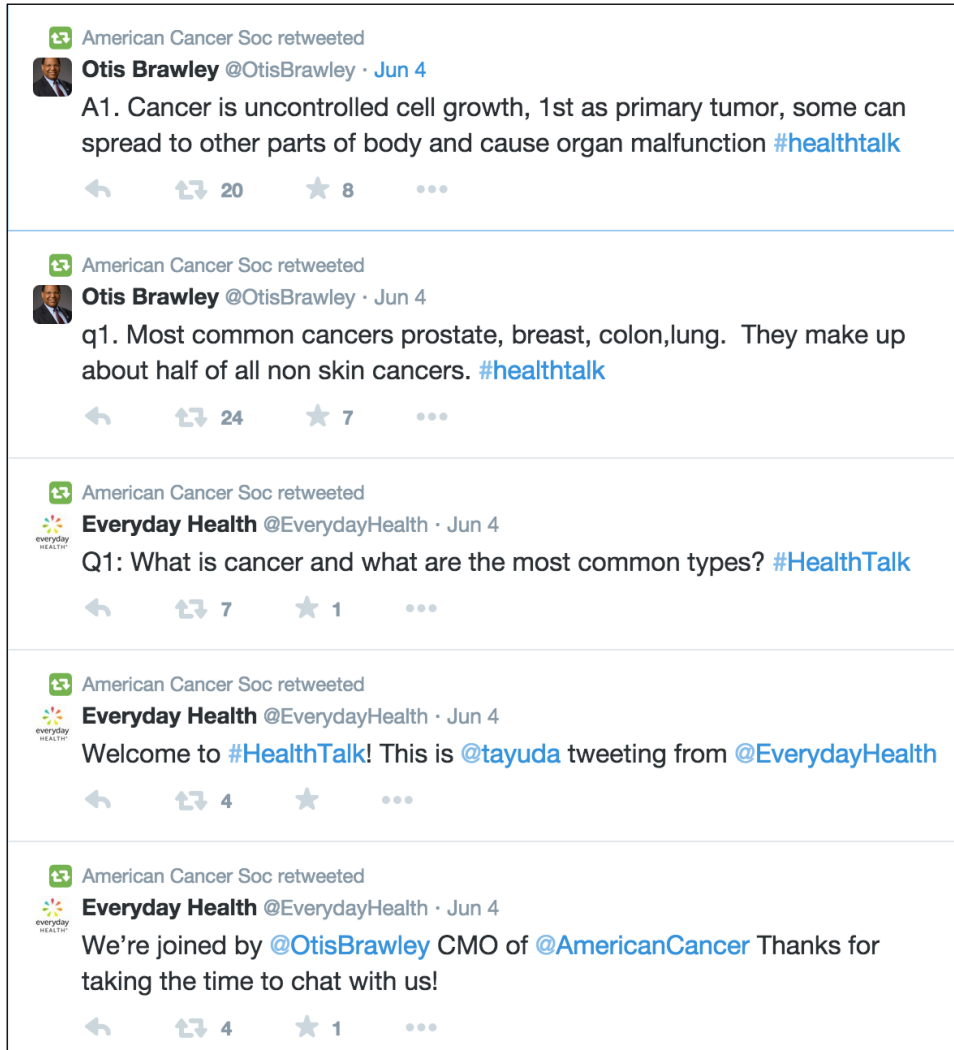 American Cancer Soc retweeted
Otis Brawley @OtisBrawley · Jun 4
A1. Cancer is uncontrolled cell growth, 1st as primary tumor, some can
spread to other parts of body and cause organ malfunction #healthtalk
20 8
American Cancer Soc retweeted
Otis Brawley @OtisBrawley · Jun 4
q1. Most common cancers prostate, breast, colon,lung.  They make up
about half of all non skin cancers. #healthtalk
24 7
American Cancer Soc retweeted
Everyday Health @EverydayHealth · Jun 4
everyday
HEALTH
Q1: What is cancer and what are the most common types? #HealthTalk
7 1
American Cancer Soc retweeted
Everyday Health @EverydayHealth · Jun 4
everyday
HEALTH
Welcome to #HealthTalk! This is @tayuda tweeting from @EverydayHealth
4
American Cancer Soc retweeted
Everyday Health @EverydayHealth · Jun 4
everyday
HEALTH
We’re joined by @OtisBrawley CMO of @AmericanCancer Thanks for
taking the time to chat with us!
4 1